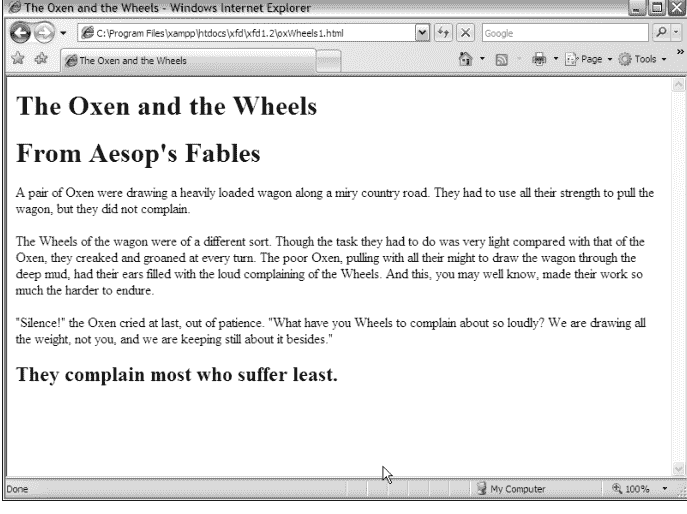 The Oxen and the Wheels - Windows Internet Explorer
C:\Program Files\xampp\htdocs\xfd\xfd1.2\oxWheels1.html
Google
The Oxen and the Wheels
Page
Tools
»
The Oxen and the Wheels
From Aesop's Fables
A pair of Oxen were drawing a heavily loaded wagon along a miry country road. They had to use all their strength to pull the
wagon, but they did not complain.
The Wheels of the wagon were of a different sort. Though the task they had to do was very light compared with that of the
Oxen, they creaked and groaned at every turn. The poor Oxen, pulling with all their might to draw the wagon through the
deep mud, had their ears filled with the loud complaining of the Wheels. And this, you may well know, made their work so
much the harder to endure.
"Silence!" the Oxen cried at last, out of patience. "What have you Wheels to complain about so loudly? We are drawing all
the weight, not you, and we are keeping still about it besides."
They complain most who suffer least.
Done
My Computer
100%